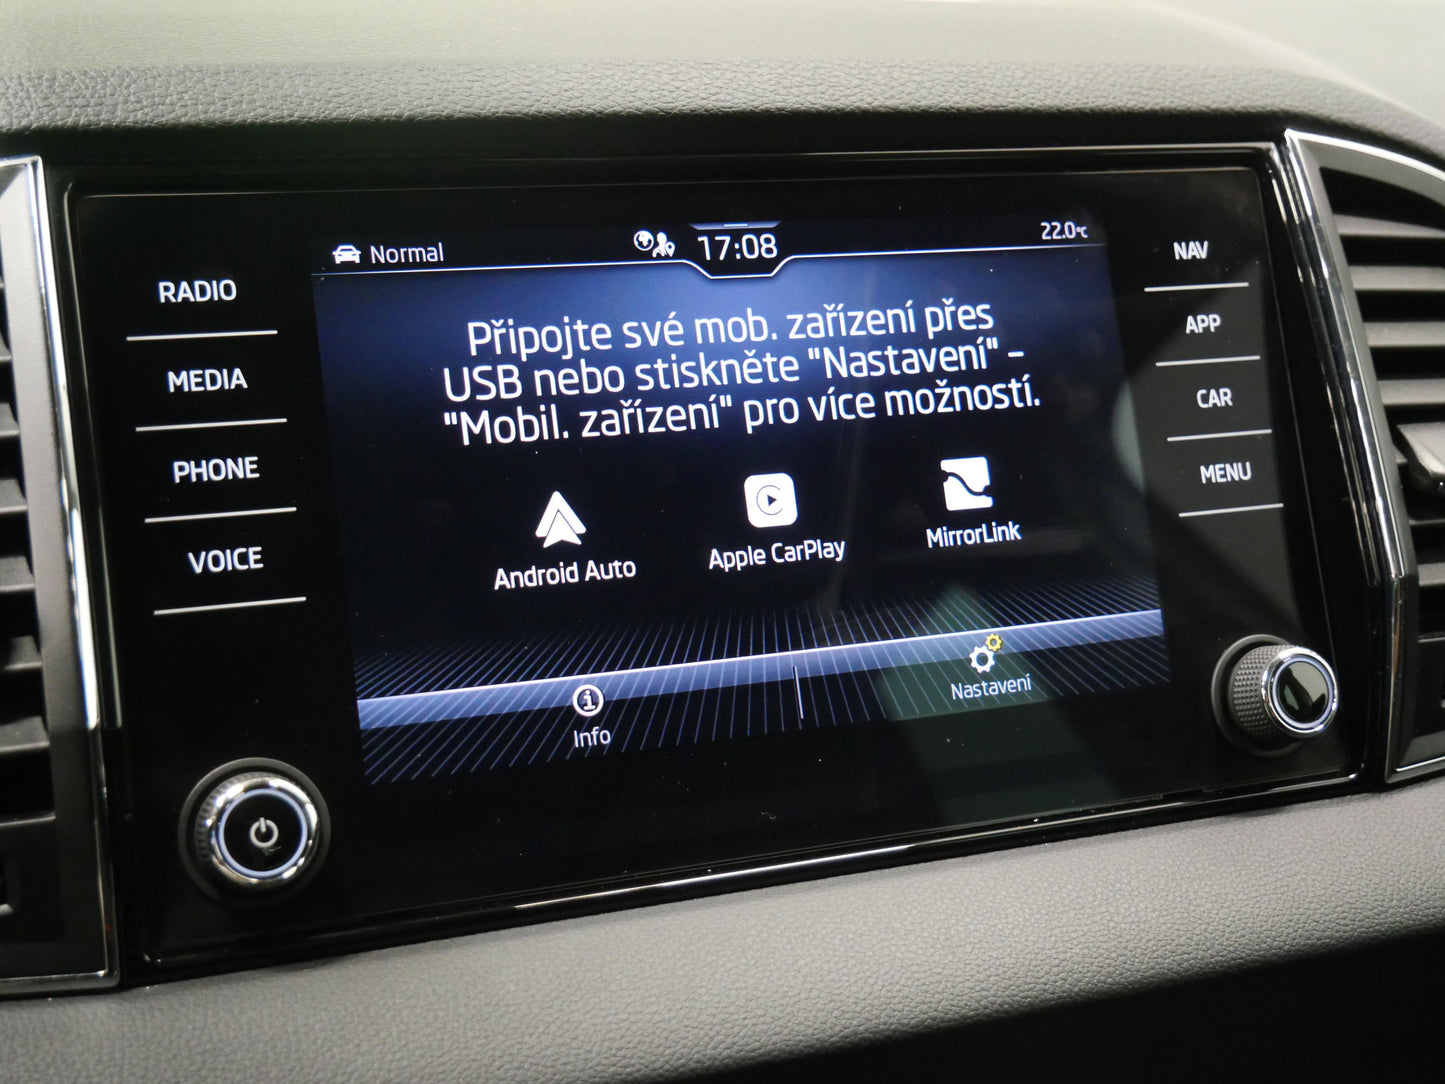 Normal
17:08
22.0°C
RADIO
MEDIA
PHONE
VOICE
Připojte své mob. zařízení přes
USB nebo stiskněte "Nastavení" –
"Mobil. zařízení" pro více možností.
Android Auto
Apple CarPlay
MirrorLink
Info
Nastavení
NAV
APP
CAR
MENU